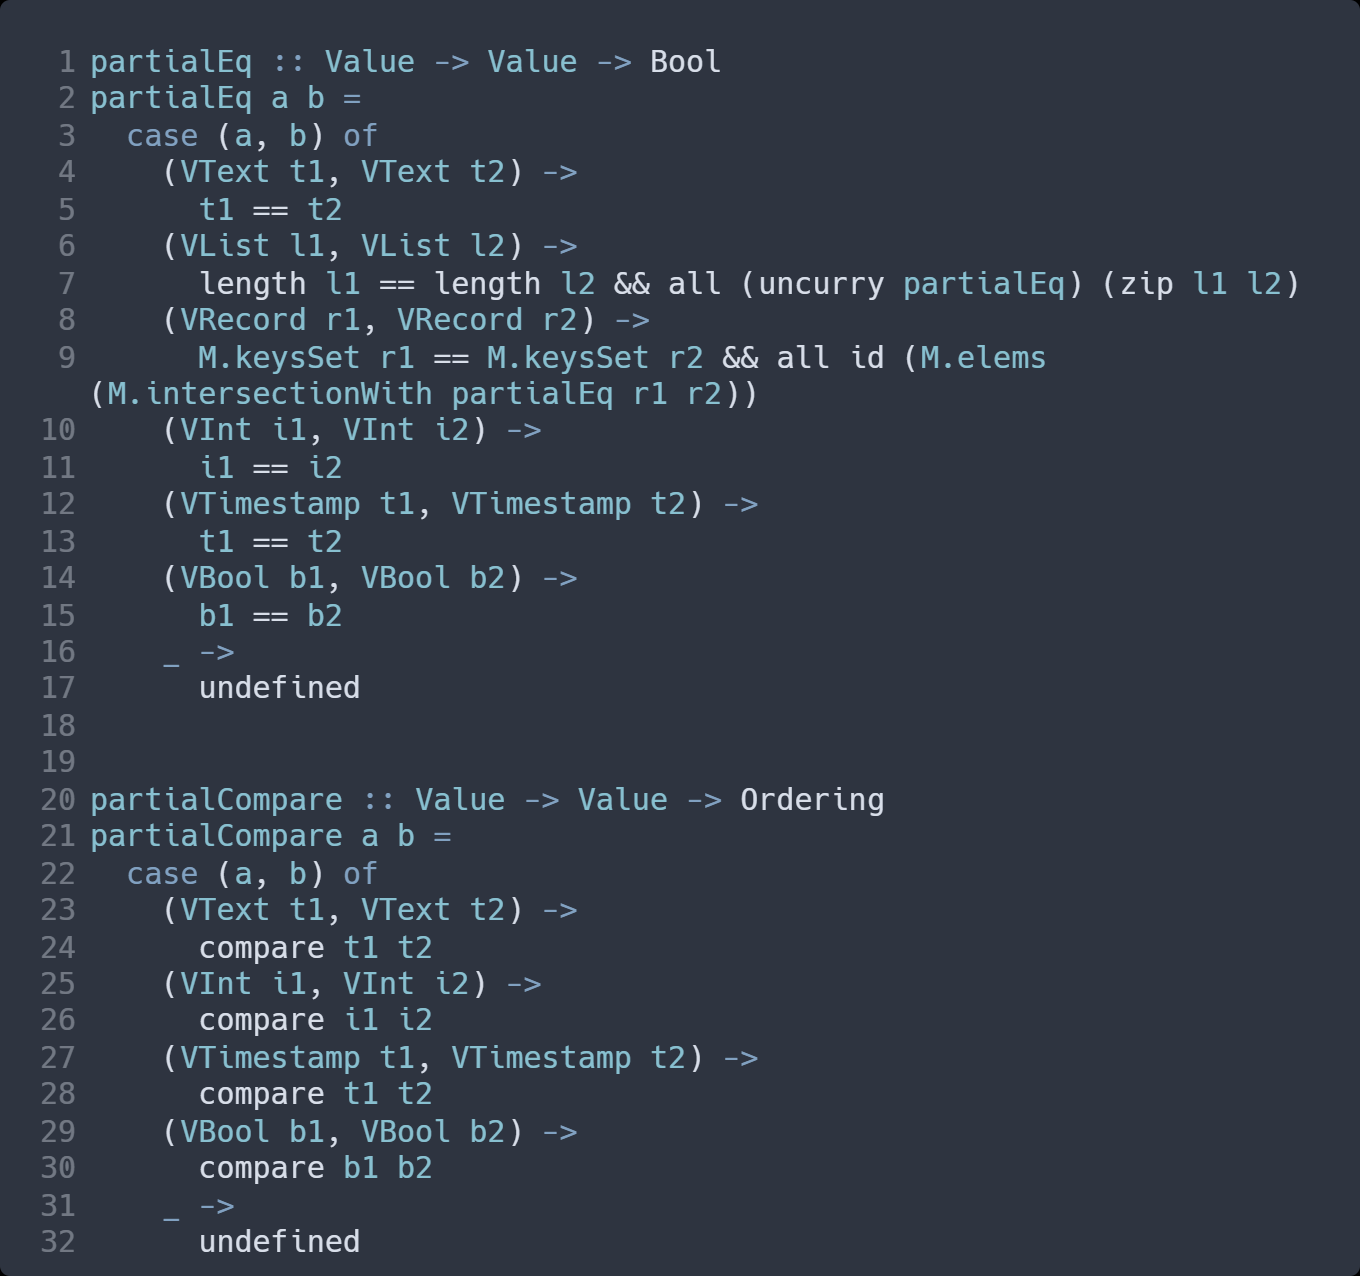 1 partialEq :: Value -> Value -> Bool
2 partialEq a b =
3   case (a, b) of
4     (VText t1, VText t2) ->
5       t1 == t2
6     (VList l1, VList l2) ->
7       length l1 == length l2 && all (uncurry partialEq) (zip l1 l2)
8     (VRecord r1, VRecord r2) ->
9       M.keysSet r1 == M.keysSet r2 && all id (M.elems
(M.intersectionWith partialEq r1 r2))
10     (VInt i1, VInt i2) ->
11       i1 == i2
12     (VTimestamp t1, VTimestamp t2) ->
13       t1 == t2
14     (VBool b1, VBool b2) ->
15       b1 == b2
16     _ ->
17       undefined
18
19
20 partialCompare :: Value -> Value -> Ordering
21 partialCompare a b =
22   case (a, b) of
23     (VText t1, VText t2) ->
24       compare t1 t2
25     (VInt i1, VInt i2) ->
26       compare i1 i2
27     (VTimestamp t1, VTimestamp t2) ->
28       compare t1 t2
29     (VBool b1, VBool b2) ->
30       compare b1 b2
31     _ ->
32       undefined